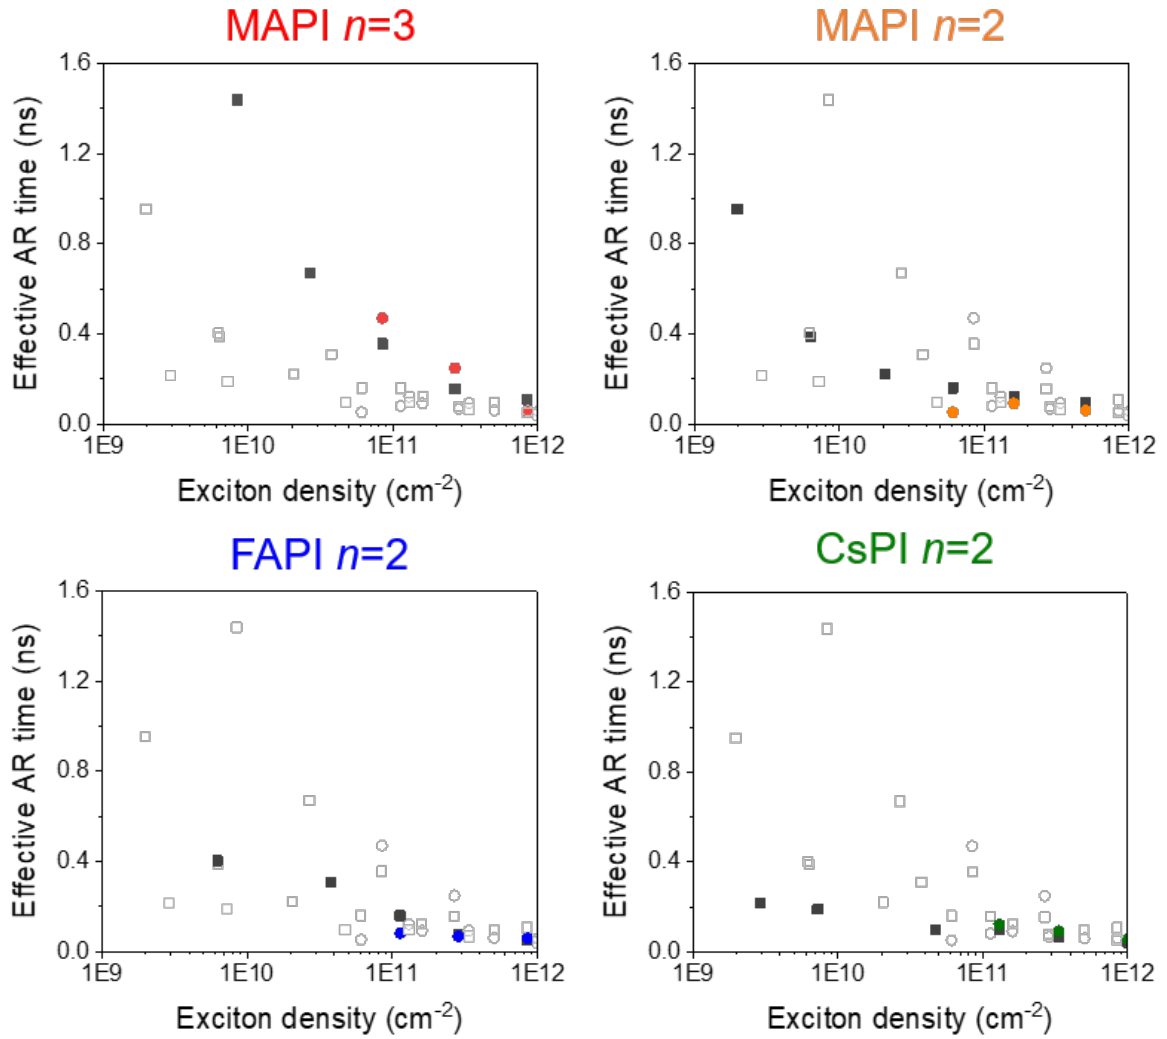 MAPI n=3
MAPI n=2
1.6
1.2
0.8
0.4
0.0
Effective AR time (ns)
1E9 1E10 1E11 1E12
Exciton density (cm⁻²)
1.6
1.2
0.8
0.4
0.0
Effective AR time (ns)
1E9 1E10 1E11 1E12
Exciton density (cm⁻²)
FAPI n=2
CsPI n=2
1.6
1.2
0.8
0.4
0.0
Effective AR time (ns)
1E9 1E10 1E11 1E12
Exciton density (cm⁻²)
1.6
1.2
0.8
0.4
0.0
Effective AR time (ns)
1E9 1E10 1E11 1E12
Exciton density (cm⁻²)